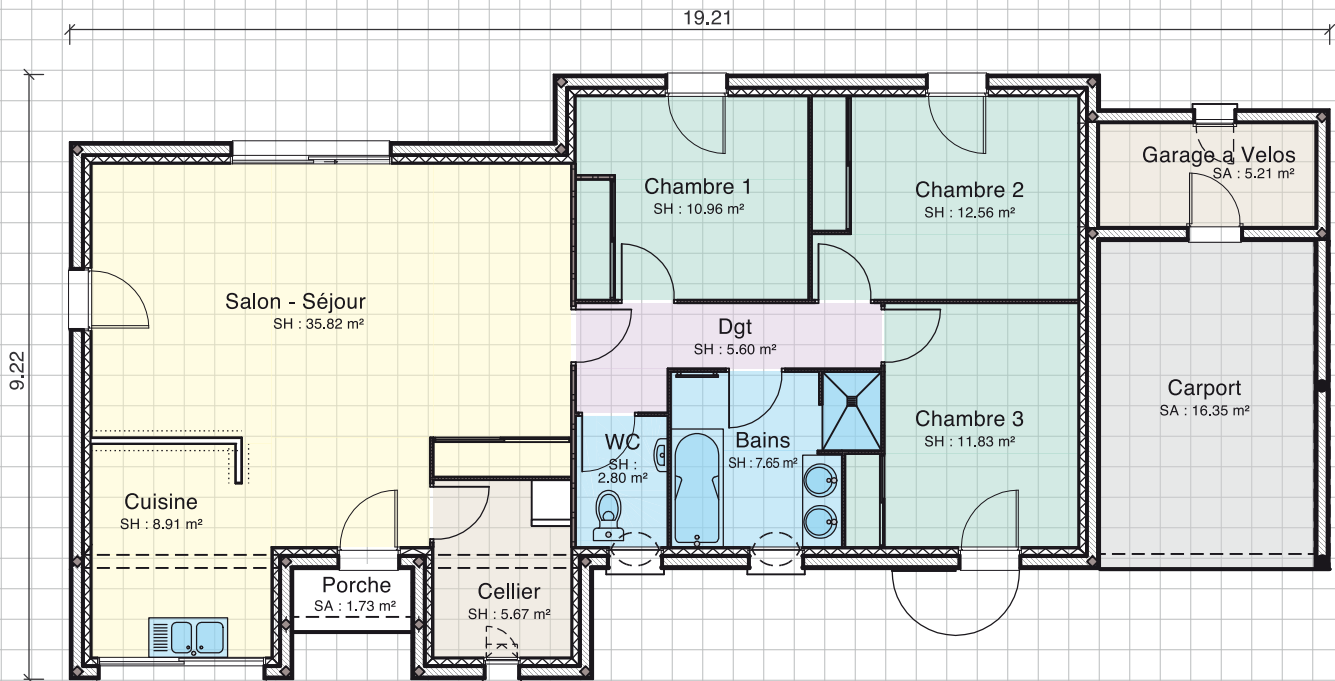 19.21
9.22
Chambre 1
SH : 10.96 m²
Chambre 2
SH : 12.56 m²
Garage a Velos
SA : 5.21 m²
Salon - Séjour
SH : 35.82 m²
Dgt
SH : 5.60 m²
Carport
SA : 16.35 m²
Chambre 3
SH : 11.83 m²
WC
SH :
2.80 m²
Bains
SH : 7.65 m²
Cuisine
SH : 8.91 m²
Porche
SA : 1.73 m²
Cellier
SH : 5.67 m²